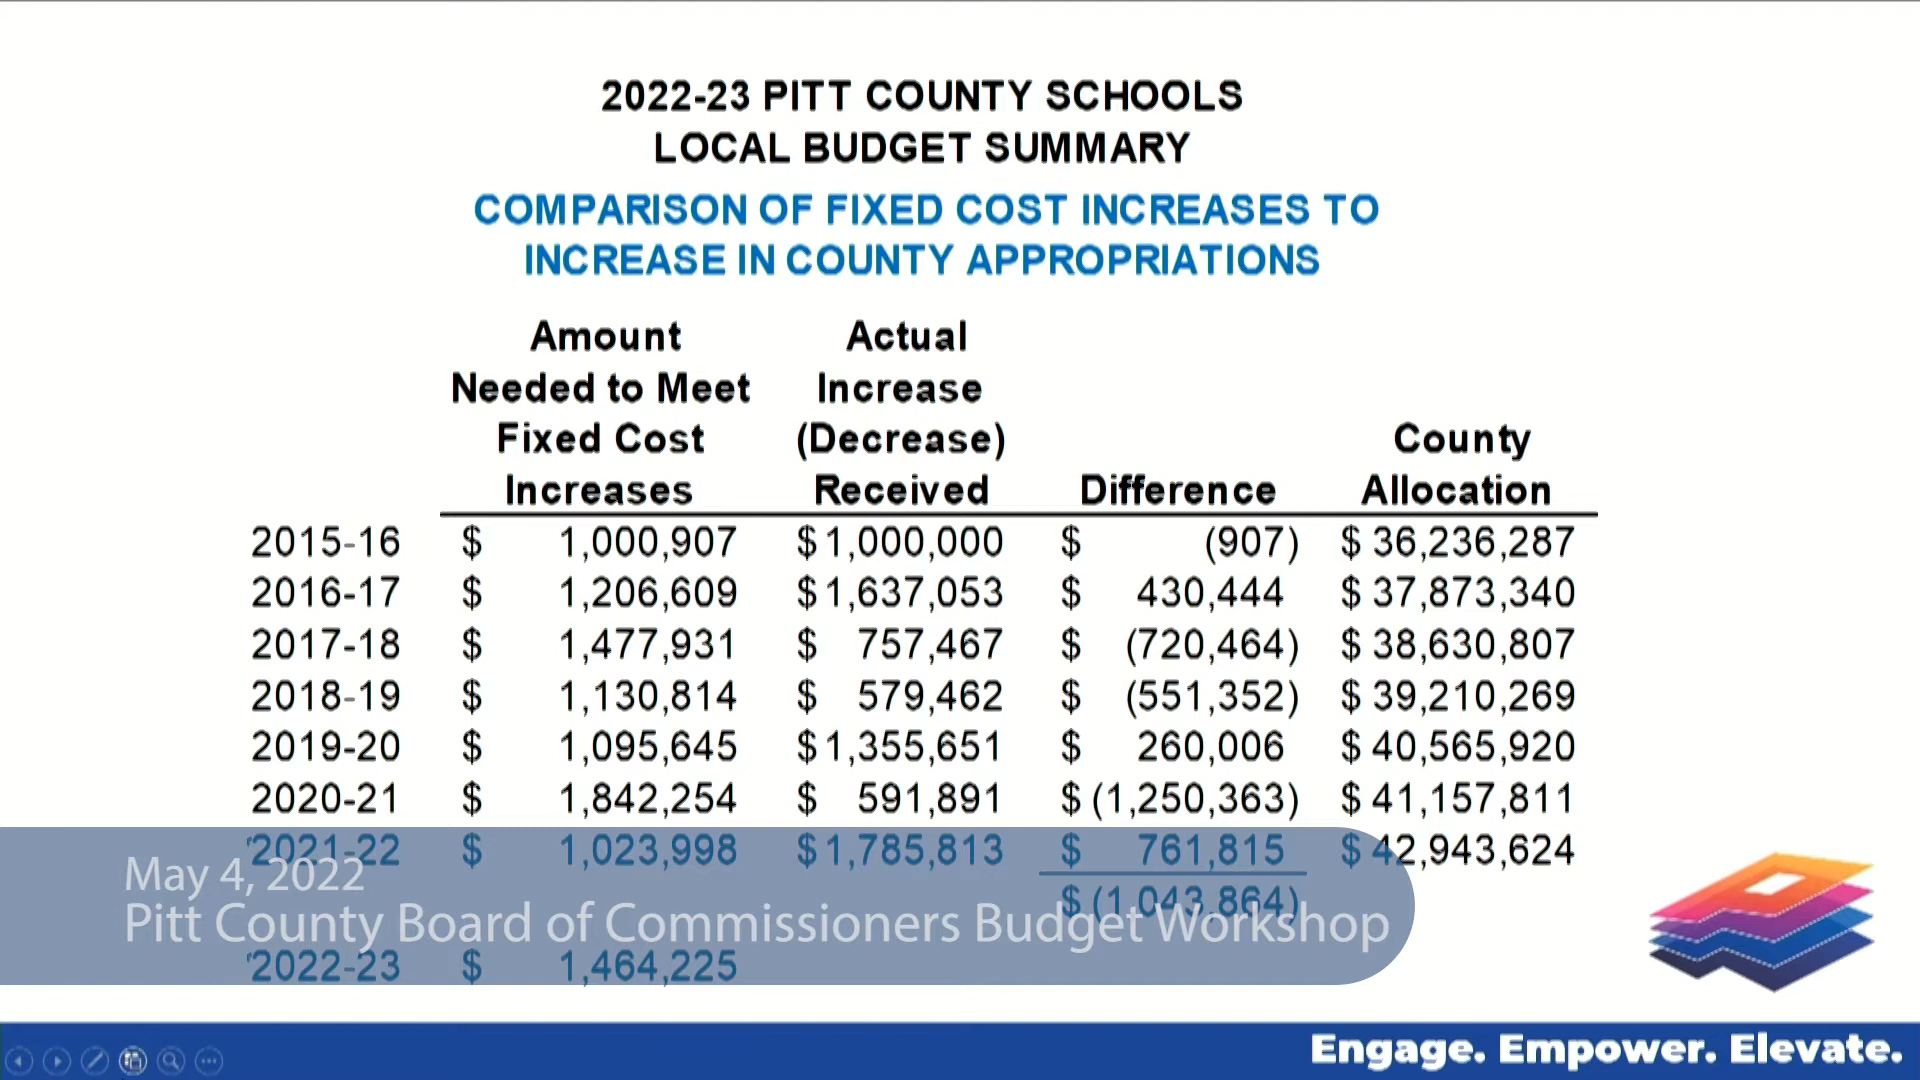 2022-23 PITT COUNTY SCHOOLS
LOCAL BUDGET SUMMARY
COMPARISON OF FIXED COST INCREASES TO
INCREASE IN COUNTY APPROPRIATIONS
Amount Actual
Needed to Meet Increase
Fixed Cost (Decrease) County
Increases Received Difference Allocation
2015-16 $ 1,000,907 $ 1,000,000 $ (907) $ 36,236,287
2016-17 $ 1,206,609 $ 1,637,053 $ 430,444 $ 37,873,340
2017-18 $ 1,477,931 $ 757,467 $ (720,464) $ 38,630,807
2018-19 $ 1,130,814 $ 579,462 $ (551,352) $ 39,210,269
2019-20 $ 1,095,645 $ 1,355,651 $ 260,006 $ 40,565,920
2020-21 $ 1,842,254 $ 591,891 $ (1,250,363) $ 41,157,811
2021-22 $ 1,023,998 $ 1,785,813 $ 761,815 $ 42,943,624
May 4, 2022
$ (1,043,864)
Pitt County Board of Commissioners Budget Workshop
2022-23 $ 1,464,225
Engage. Empower. Elevate.